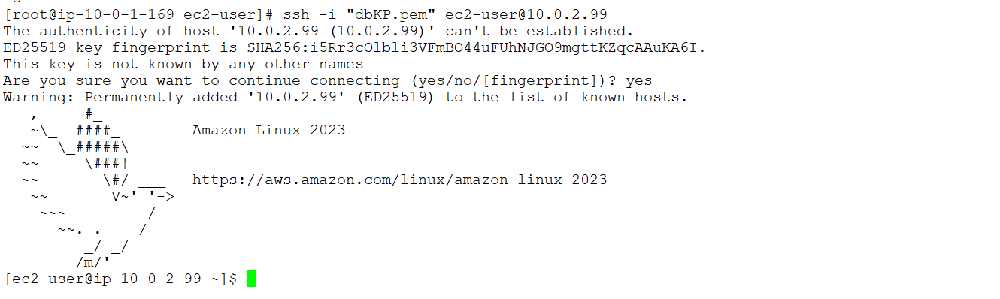 [root@ip-10-0-1-169 ec2-user]# ssh -i "dbKP.pem" ec2-user@10.0.2.99
The authenticity of host '10.0.2.99 (10.0.2.99)' can't be established.
ED25519 key fingerprint is SHA256:i5Rr3cOlbli3VFmBO44uFUhNJGO9mgttKZqcAAuKA6I.
This key is not known by any other names
Are you sure you want to continue connecting (yes/no/[fingerprint])? yes
Warning: Permanently added '10.0.2.99' (ED25519) to the list of known hosts.
   ,     #_
   ~\_  ####_        Amazon Linux 2023
  ~~  \_#####\
  ~~     \###|
  ~~       \#/ ___   https://aws.amazon.com/linux/amazon-linux-2023
   ~~       V~' '->
    ~~~         /
      ~~._.   _/
         _/ _/
       _/m/'
[ec2-user@ip-10-0-2-99 ~]$